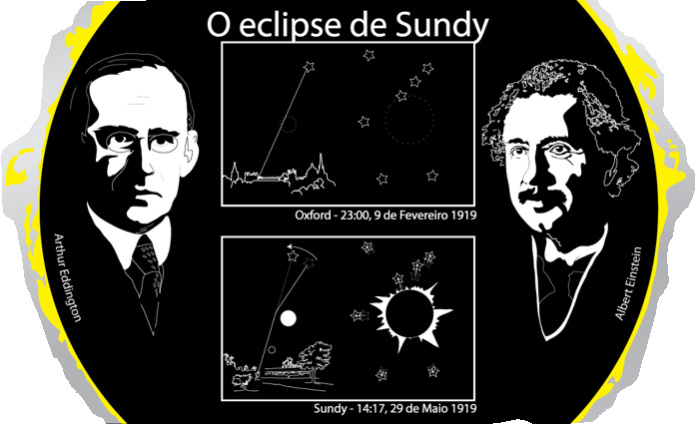 O eclipse de Sundy
Oxford - 23:00, 9 de Fevereiro 1919
Arthur Eddington
Albert Einstein
Sundy - 14:17, 29 de Maio 1919